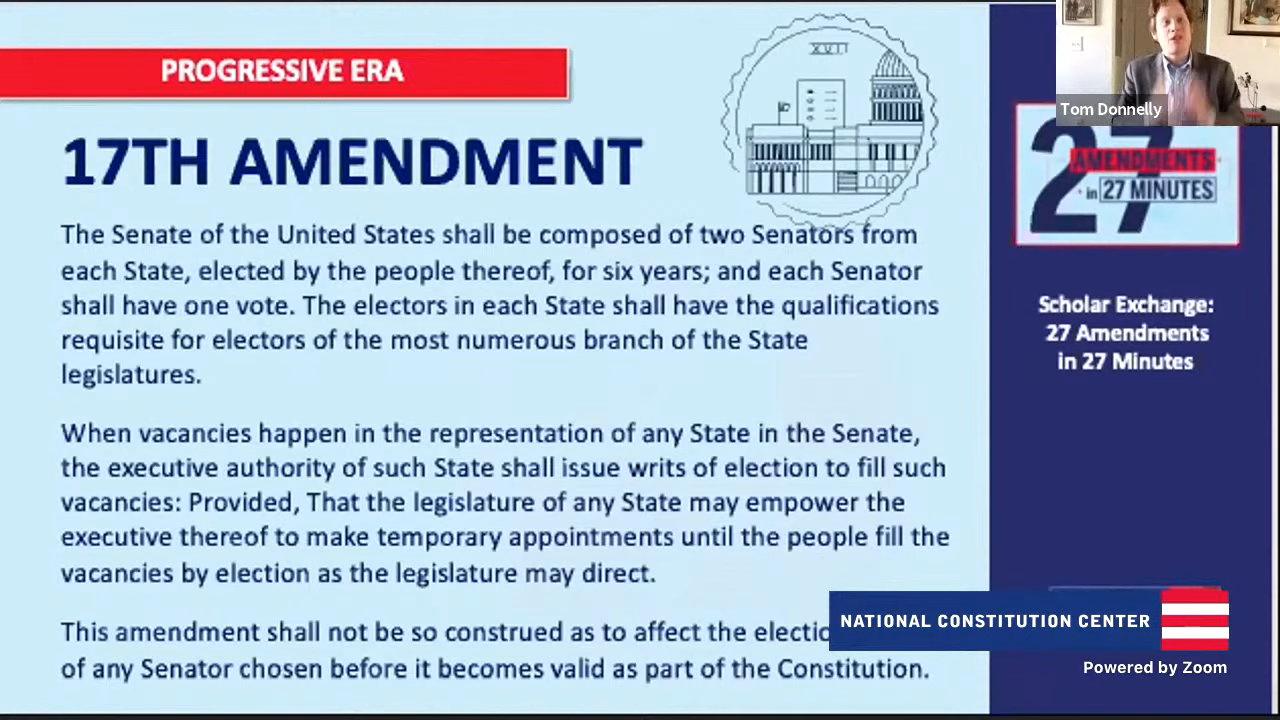 PROGRESSIVE ERA
XVII
17TH AMENDMENT
The Senate of the United States shall be composed of two Senators from
each State, elected by the people thereof, for six years; and each Senator
shall have one vote. The electors in each State shall have the qualifications
requisite for electors of the most numerous branch of the State
legislatures.
When vacancies happen in the representation of any State in the Senate,
the executive authority of such State shall issue writs of election to fill such
vacancies: Provided, That the legislature of any State may empower the
executive thereof to make temporary appointments until the people fill the
vacancies by election as the legislature may direct.
This amendment shall not be so construed as to affect the electio
of any Senator chosen before it becomes valid as part of the Constitution.
Tom Donnelly
27
AMENDMENTS
in 27 MINUTES
Scholar Exchange:
27 Amendments
in 27 Minutes
NATIONAL CONSTITUTION CENTER
Powered by Zoom